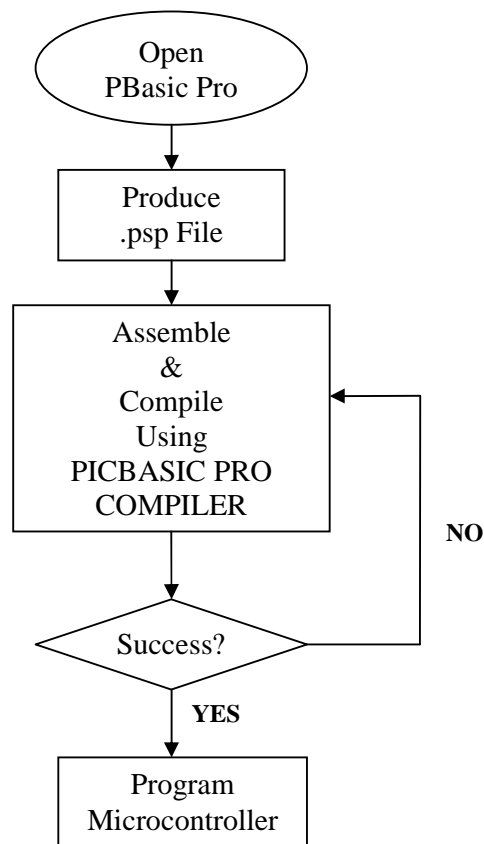 Open
PBasic Pro
Produce
.psp File
Assemble
&
Compile
Using
PICBASIC PRO
COMPILER
NO
Success?
YES
Program
Microcontroller